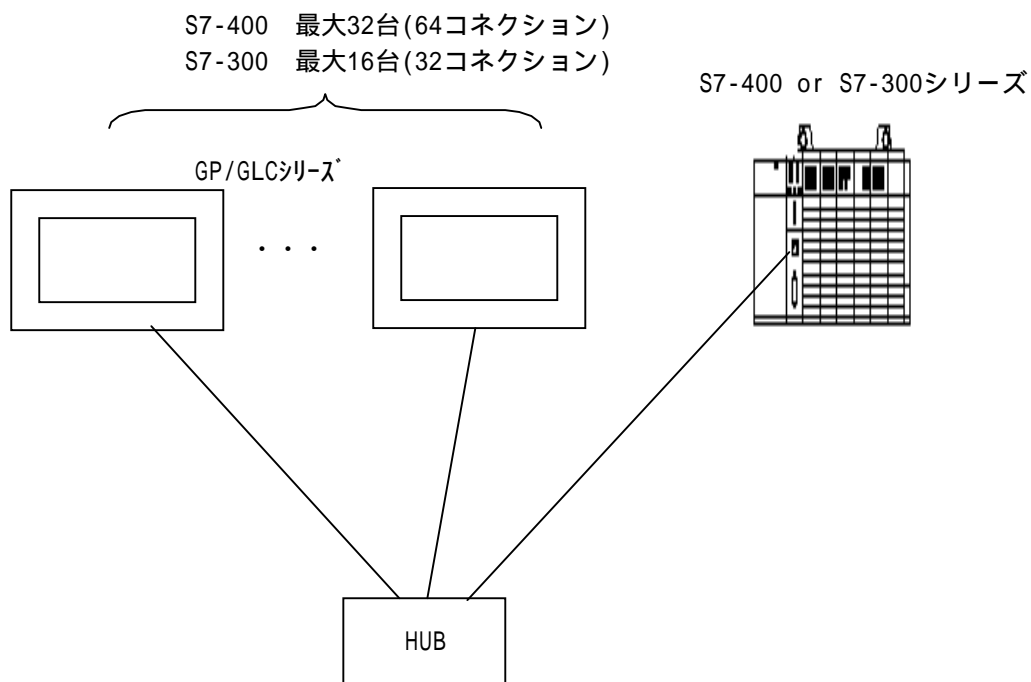 S7-400 最大32台(64コネクション)
S7-300 最大16台(32コネクション)
S7-400 or S7-300シリーズ
GP/GLCｼﾘｰｽﾞ
・・・
HUB